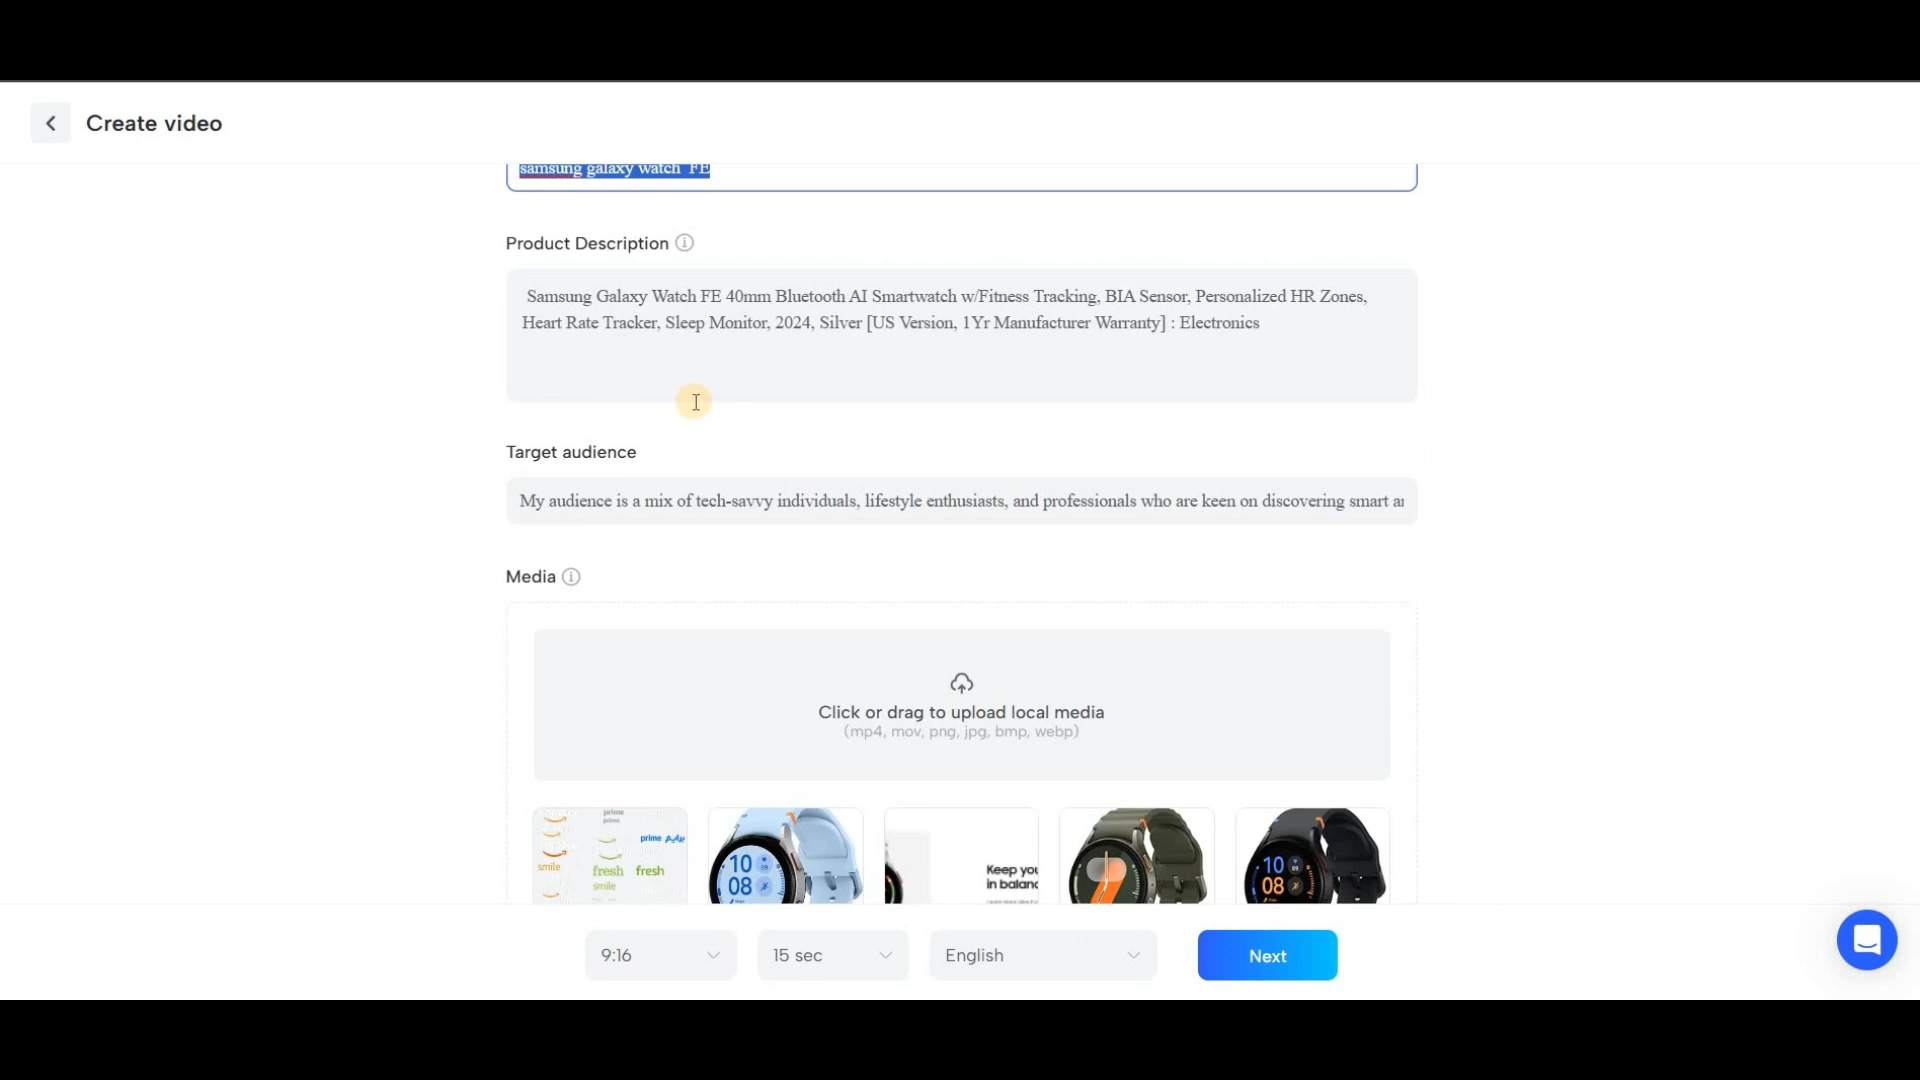 Create video
samsung galaxy watch FE
Product Description
Samsung Galaxy Watch FE 40mm Bluetooth AI Smartwatch w/Fitness Tracking, BIA Sensor, Personalized HR Zones,
Heart Rate Tracker, Sleep Monitor, 2024, Silver [US Version, 1Yr Manufacturer Warranty] : Electronics
Target audience
My audience is a mix of tech-savvy individuals, lifestyle enthusiasts, and professionals who are keen on discovering smart ar
Media
Click or drag to upload local media
(mp4, mov, png, jpg, bmp, webp)
prime
prime
prime برايم
smile
fresh fresh
smile
10
08
Keep you
in balanc
10
08
9:16
15 sec
English
Next